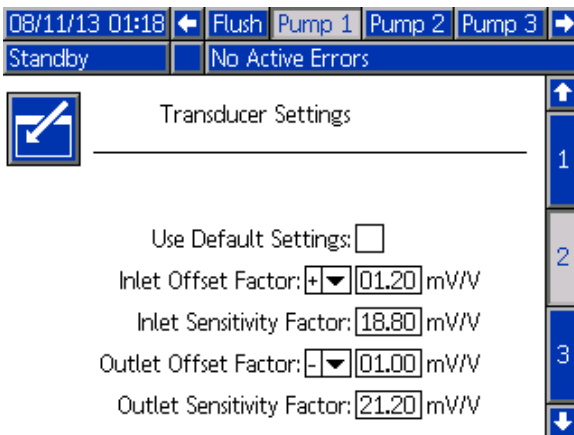 08/11/13 01:18 Flush Pump 1 Pump 2 Pump 3
Standby No Active Errors
Transducer Settings
1
Use Default Settings:
2
Inlet Offset Factor: + 01.20 mV/V
Inlet Sensitivity Factor: 18.80 mV/V
Outlet Offset Factor: - 01.00 mV/V
3
Outlet Sensitivity Factor: 21.20 mV/V